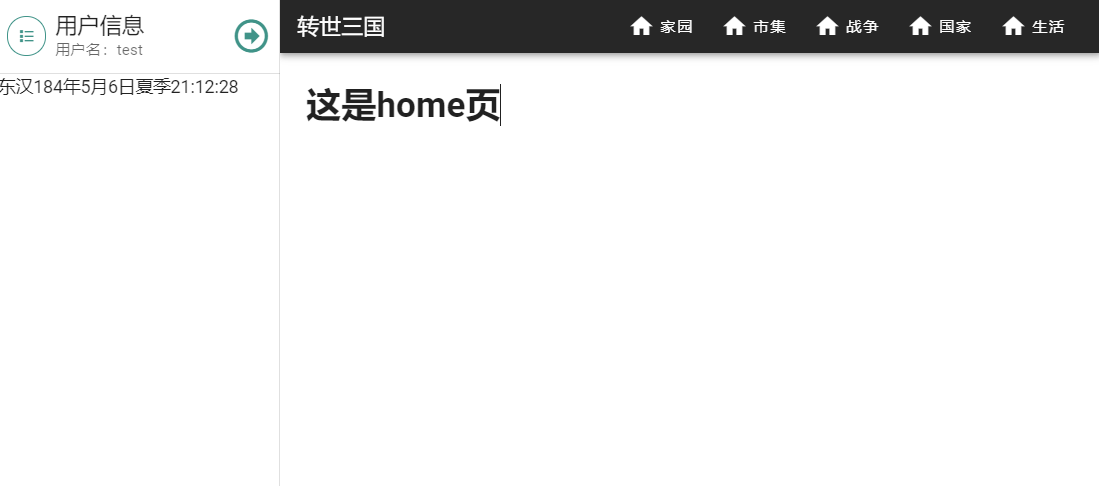 用户信息
用户名：test
东汉184年5月6日夏季21:12:28
转世三国
家园
市集
战争
国家
生活
这是home页